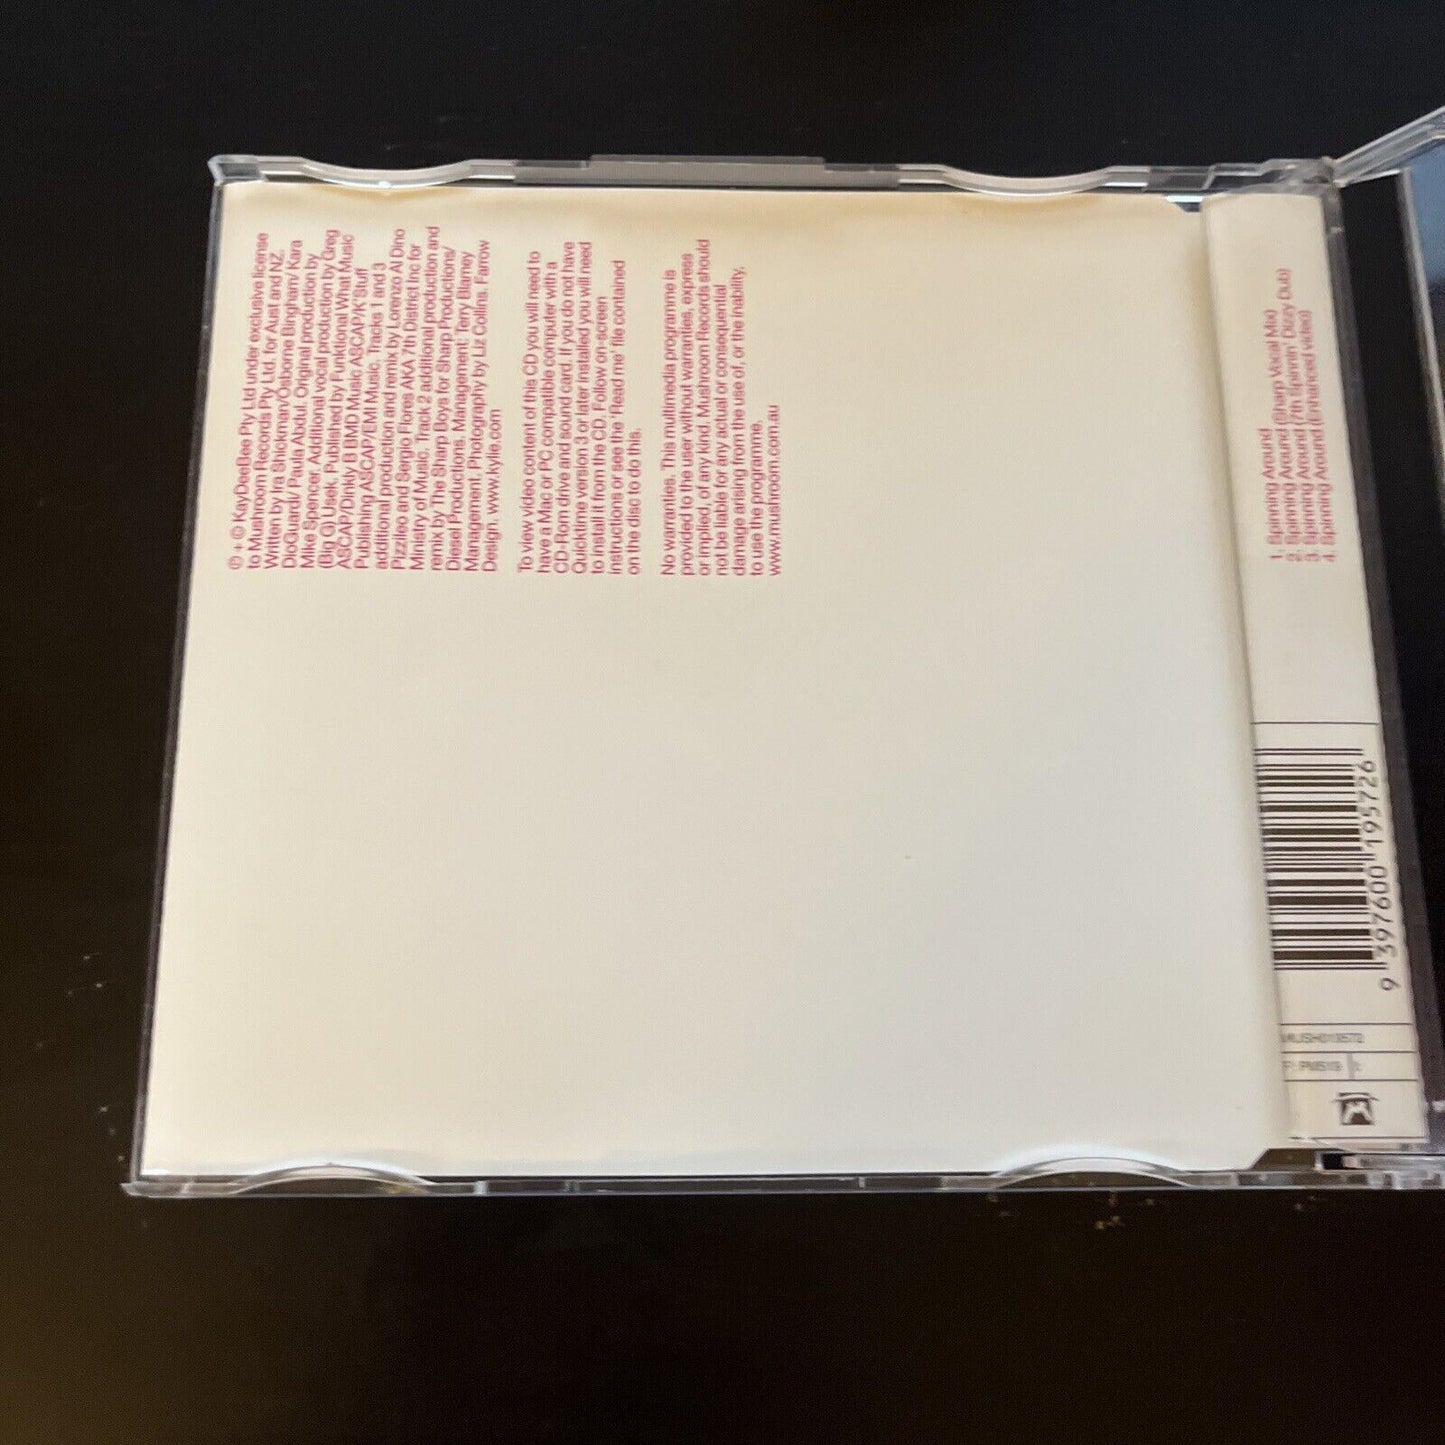 ℗ + © KayDeeBee Pty Ltd under exclusive license
to Mushroom Records Pty Ltd. for Aust and NZ.
Written by Ira Shickman/Osborne Bingham/ Kara
DioGuardi/ Paula Abdul. Original production by
Mike Spencer. Additional vocal production by Greg
(Big G) Usek. Published by Funktional What Music
ASCAP/Dinkly B BMD Music ASCAP/K'Stuff
Publishing ASCAP/EMI Music. Tracks 1 and 3
additional production and remix by Lorenzo Al Dino
Pizzileo and Sergio Flores AKA 7th District Inc for
Ministry of Music. Track 2 additional production and
remix by The Sharp Boys for Sharp Productions/
Diesel Productions. Management: Terry Blamey
Management. Photography by Liz Collins. Farrow
Design. www.kylie.com
To view video content of this CD you will need to
have a Mac or PC compatible computer with a
CD-Rom drive and sound card. If you do not have
Quicktime version 3 or later installed you will need
to install it from the CD. Follow on-screen
instructions or see the 'Read me' file contained
on the disc to do this.
No warranties. This multimedia programme is
provided to the user without warranties, express
or implied, of any kind. Mushroom Records should
not be liable for any actual or consequential
damage arising from the use of, or the inability,
to use the programme.
www.mushroom.com.au
1. Spinning Around
2. Spinning Around (Sharp Vocal Mix)
3. Spinning Around (7th Spinnin' Dizzy Dub)
4. Spinning Around (Enhanced video)
9 397600 195726
MUSH019572